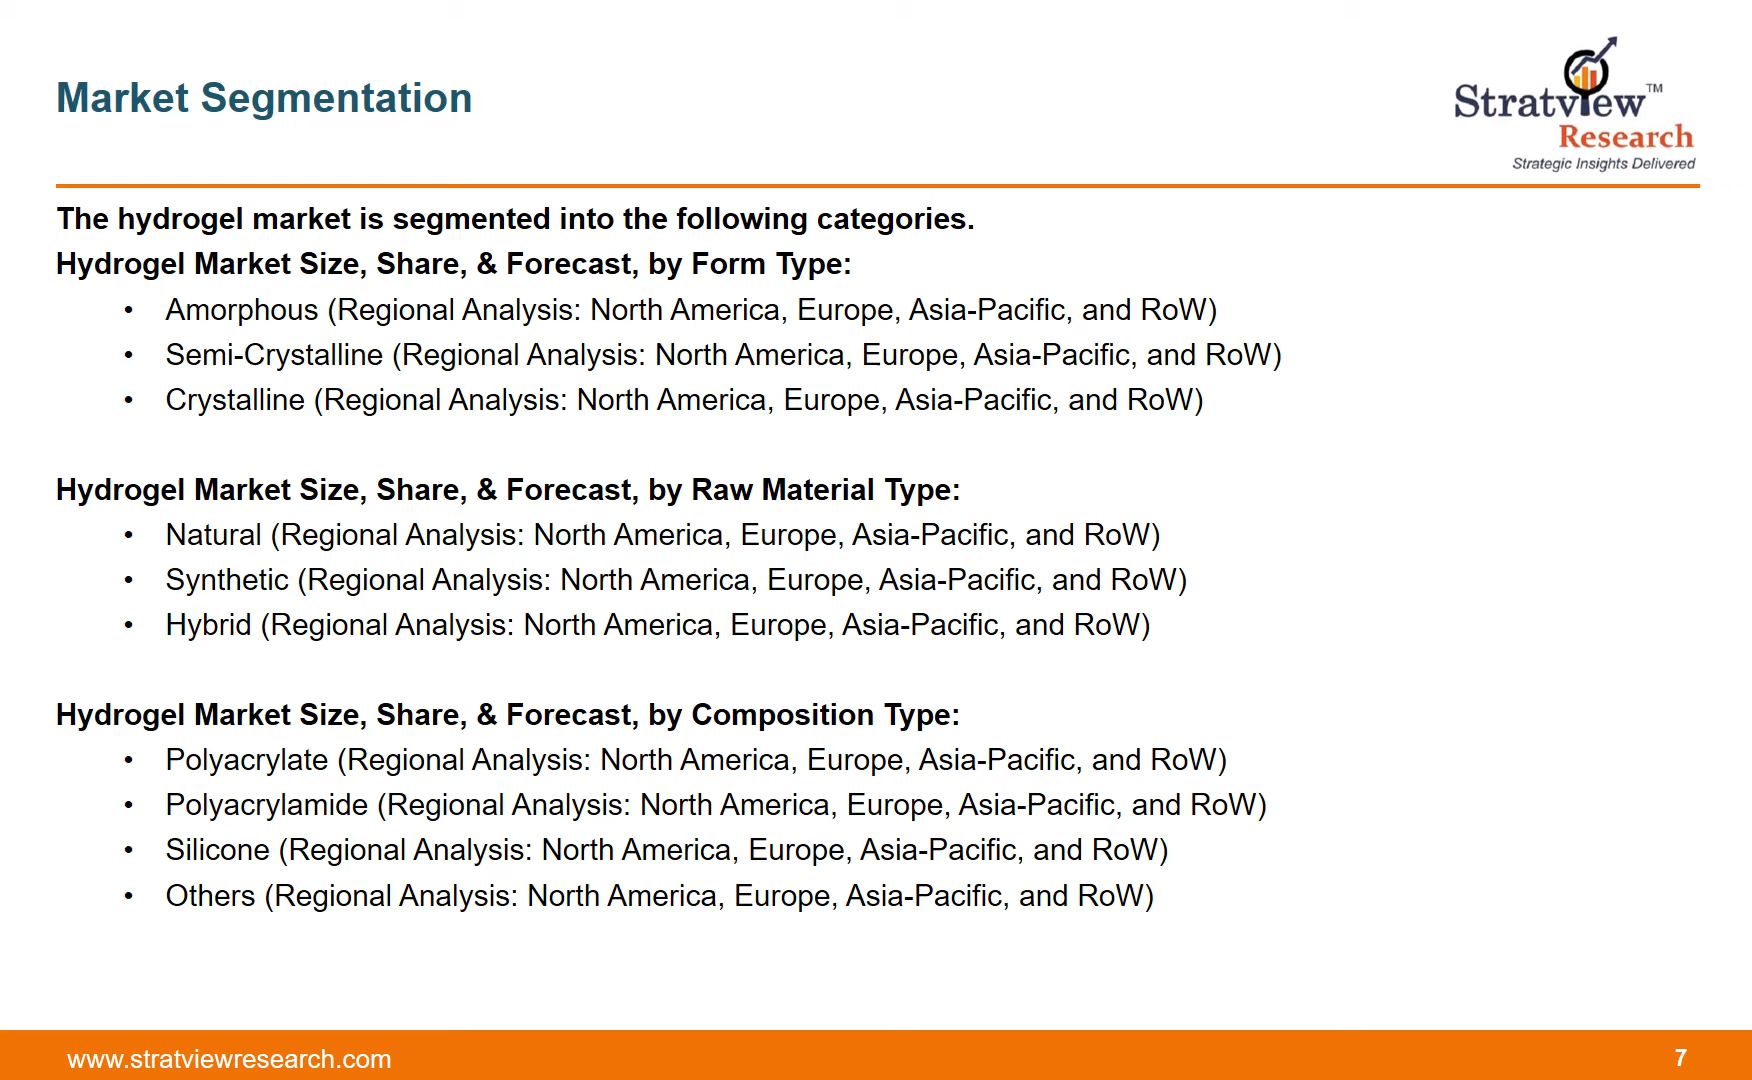 Market Segmentation
Stratview™
Research
Strategic Insights Delivered
The hydrogel market is segmented into the following categories.
Hydrogel Market Size, Share, & Forecast, by Form Type:
• Amorphous (Regional Analysis: North America, Europe, Asia-Pacific, and RoW)
• Semi-Crystalline (Regional Analysis: North America, Europe, Asia-Pacific, and RoW)
• Crystalline (Regional Analysis: North America, Europe, Asia-Pacific, and RoW)
Hydrogel Market Size, Share, & Forecast, by Raw Material Type:
• Natural (Regional Analysis: North America, Europe, Asia-Pacific, and RoW)
• Synthetic (Regional Analysis: North America, Europe, Asia-Pacific, and RoW)
• Hybrid (Regional Analysis: North America, Europe, Asia-Pacific, and RoW)
Hydrogel Market Size, Share, & Forecast, by Composition Type:
• Polyacrylate (Regional Analysis: North America, Europe, Asia-Pacific, and RoW)
• Polyacrylamide (Regional Analysis: North America, Europe, Asia-Pacific, and RoW)
• Silicone (Regional Analysis: North America, Europe, Asia-Pacific, and RoW)
• Others (Regional Analysis: North America, Europe, Asia-Pacific, and RoW)
www.stratviewresearch.com
7